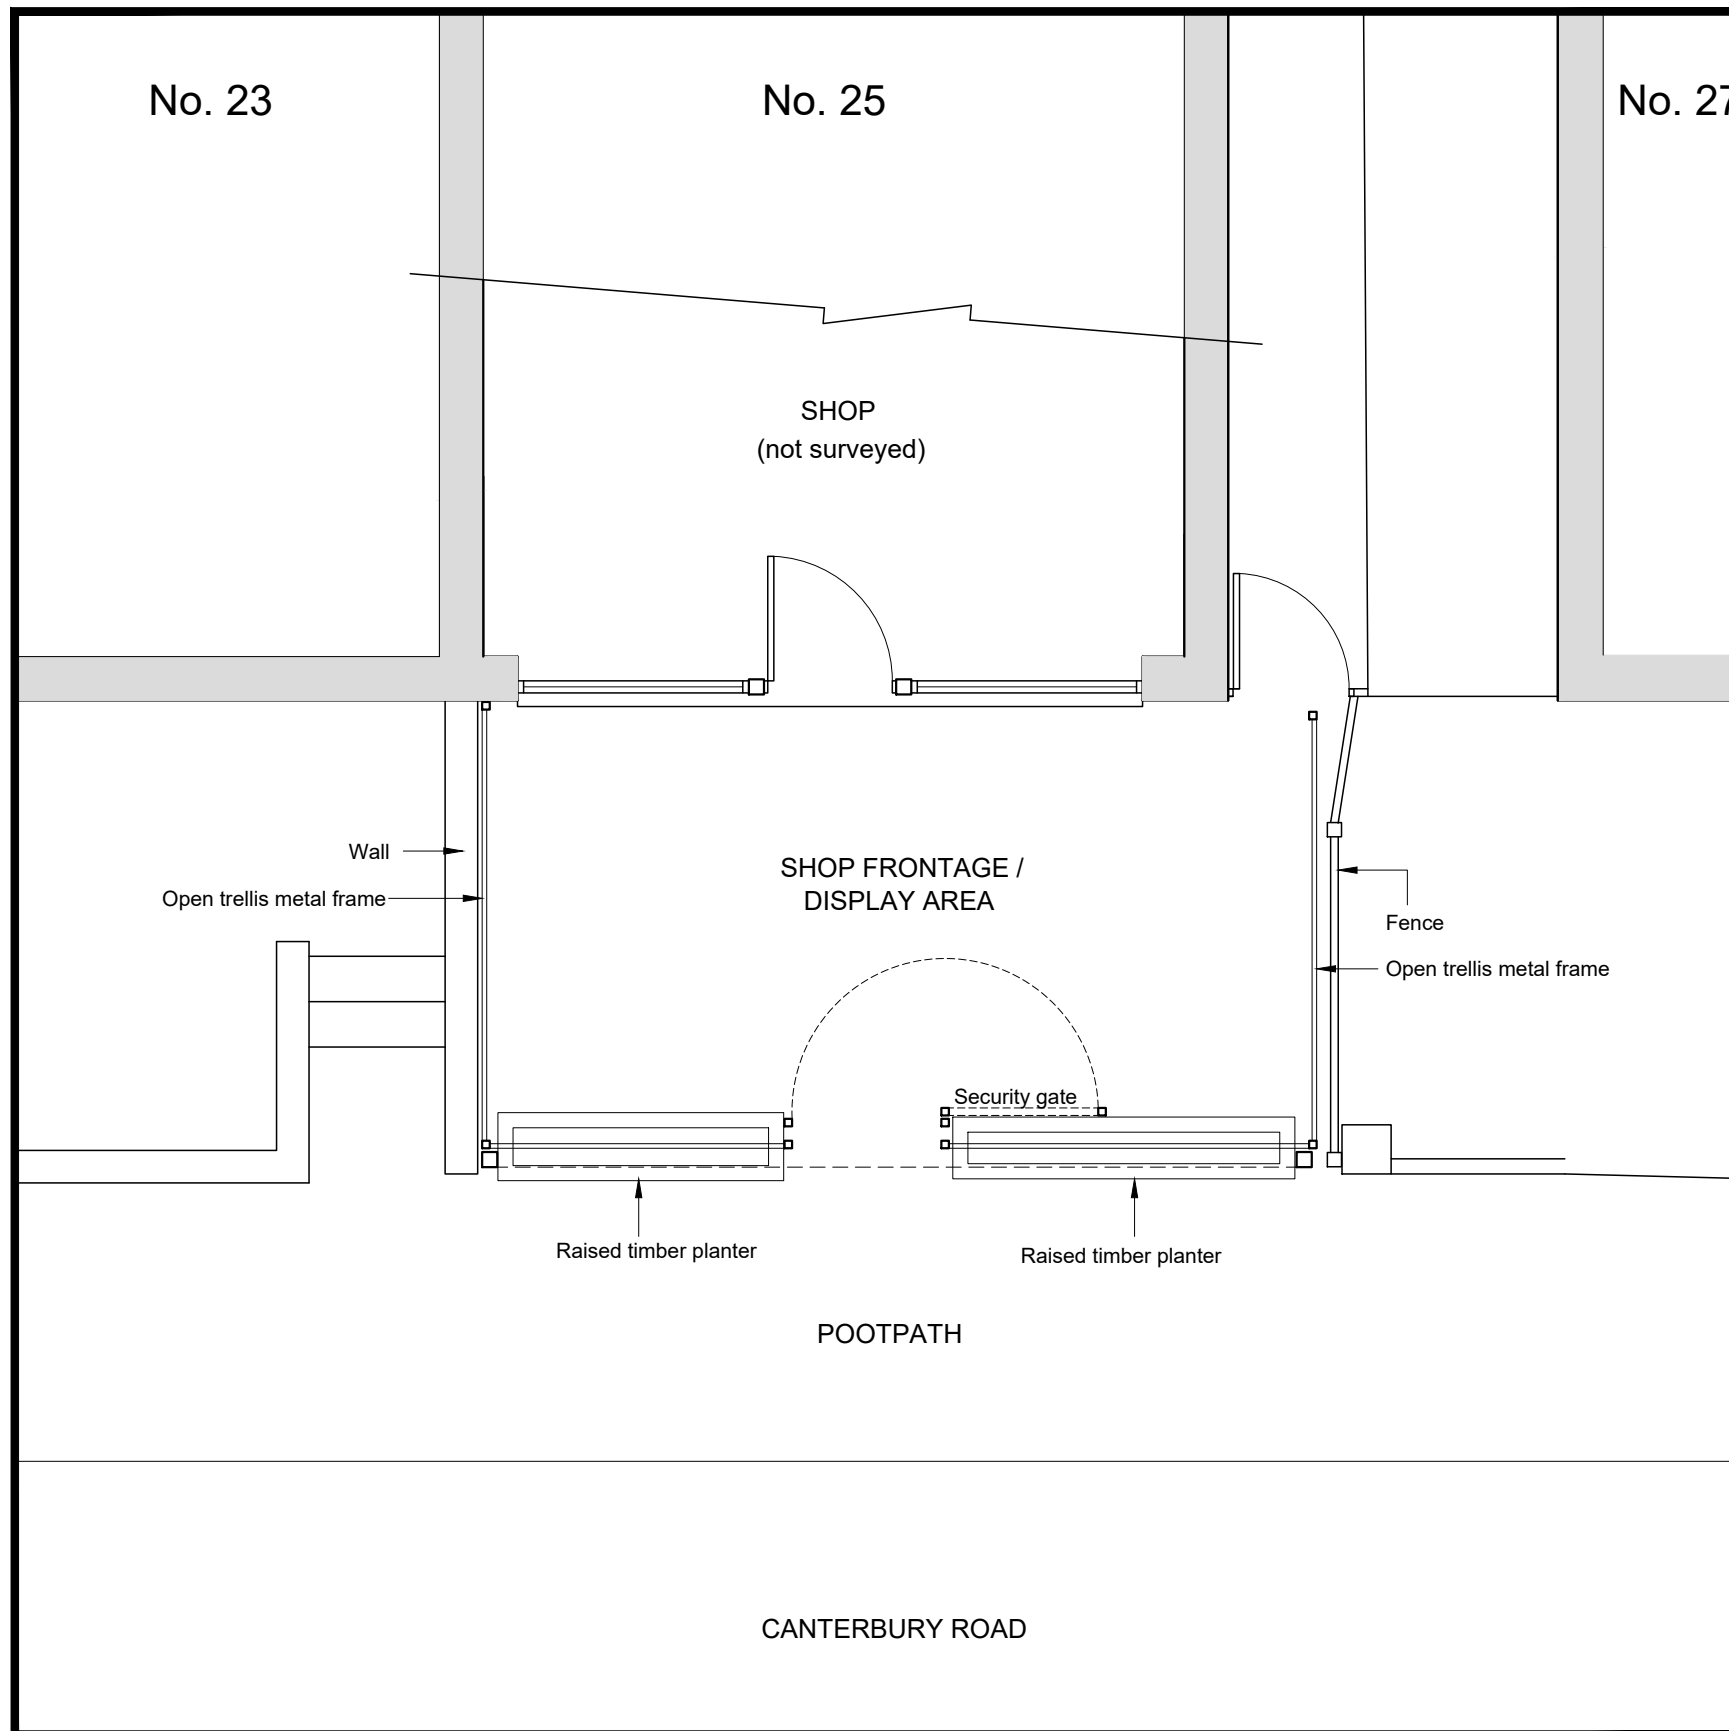 No. 23
No. 25
No. 27
SHOP
(not surveyed)
Wall
Open trellis metal frame
SHOP FRONTAGE /
DISPLAY AREA
Fence
Open trellis metal frame
Security gate
Raised timber planter
Raised timber planter
POOTPATH
CANTERBURY ROAD